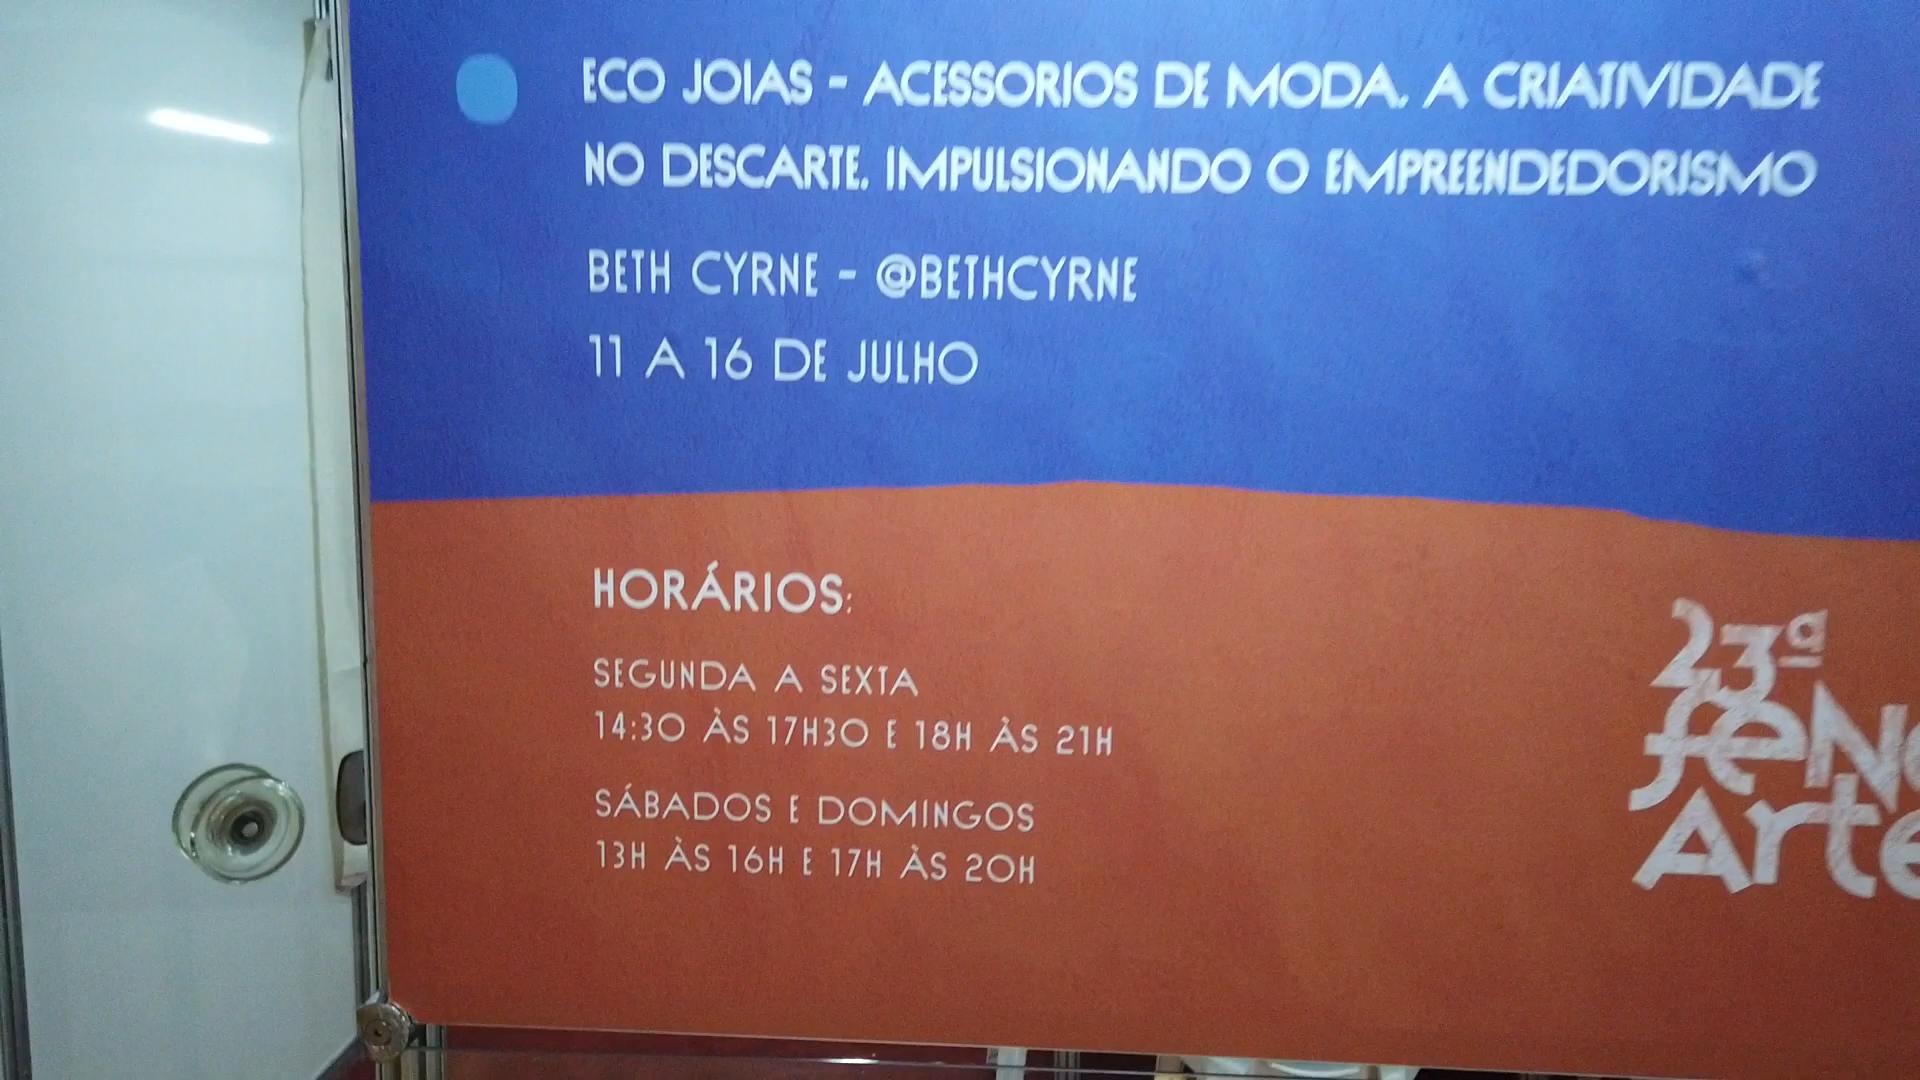 ECO JOIAS - ACESSORIOS DE MODA. A CRIATIVIDADE
NO DESCARTE. IMPULSIONANDO O EMPREENDEDORISMO
BETH CYRNE - @BETHCYRNE
11 A 16 DE JULHO
HORÁRIOS:
SEGUNDA A SEXTA
14:30 ÀS 17H30 E 18H ÀS 21H
SÁBADOS E DOMINGOS
13H ÀS 16H E 17H ÀS 20H
23ª
Arte